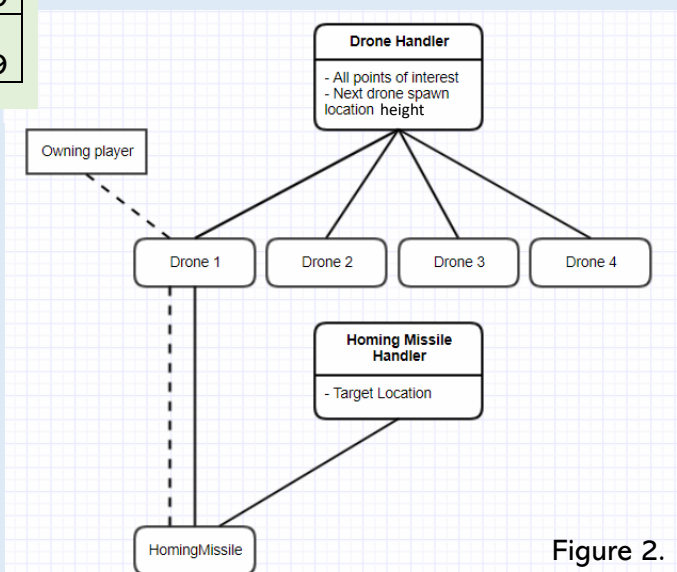 9
Drone Handler
- All points of interest
- Next drone spawn
location height
Owning player
Drone 1
Drone 2
Drone 3
Drone 4
Homing Missile
Handler
- Target Location
HomingMissile
Figure 2.